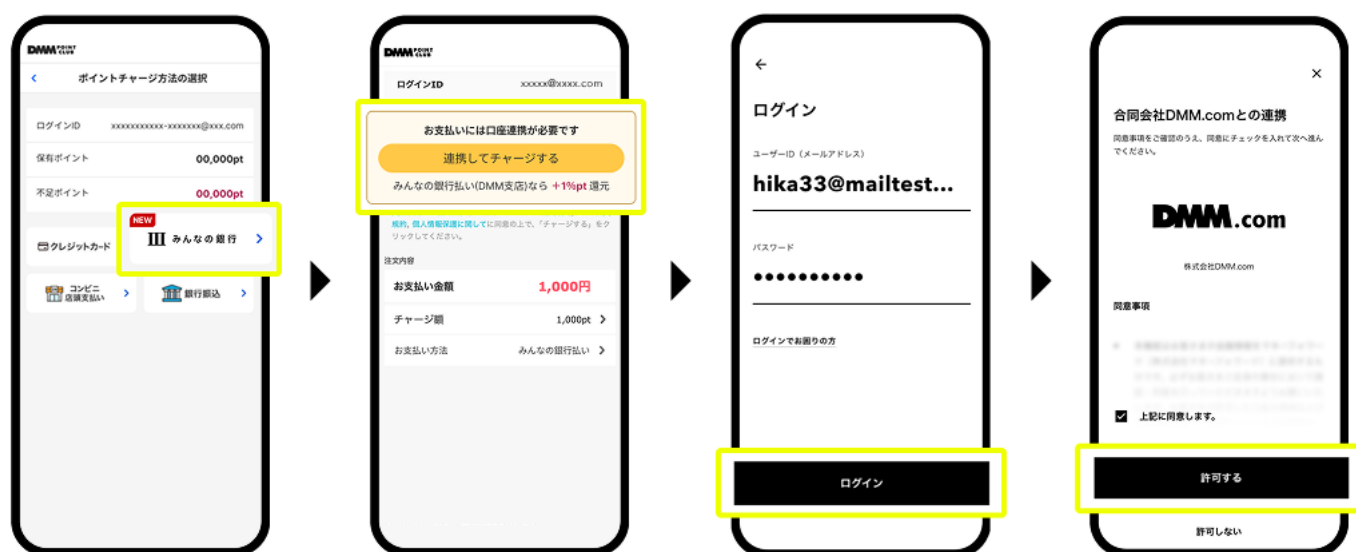 DMM POINT CLUB
ポイントチャージ方法の選択
ログインID xxxxxxxxxxx-xxxxxxx@xxx.com
保有ポイント 00,000pt
不足ポイント 00,000pt
クレジットカード
NEW
みんなの銀行
コンビニ
店頭支払い
銀行振込
DMM POINT CLUB
ログインID xxxxx@xxxx.com
お支払いには口座連携が必要です
連携してチャージする
みんなの銀行払い(DMM支店)なら +1%pt 還元
規約, 個人情報保護に関してに同意の上で、「チャージする」をク
リックしてください。
注文内容
お支払い金額 1,000円
チャージ額 1,000pt
お支払い方法 みんなの銀行払い
ログイン
ユーザーID（メールアドレス）
hika33@mailtest...
パスワード
ログインでお困りの方
ログイン
合同会社DMM.comとの連携
同意事項をご確認のうえ、同意にチェックを入れて次へ進ん
でください。
DMM.com
株式会社DMM.com
同意事項
上記に同意します。
許可する
許可しない